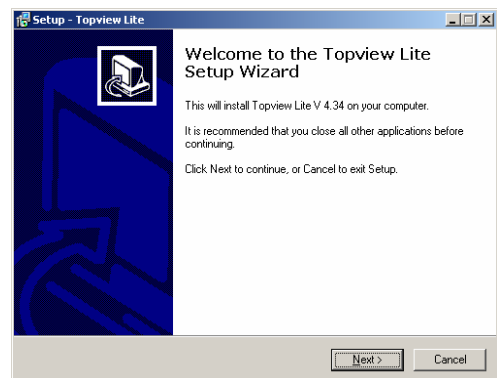 Setup - Topview Lite
Welcome to the Topview Lite
Setup Wizard
This will install Topview Lite V 4.34 on your computer.
It is recommended that you close all other applications before
continuing.
Click Next to continue, or Cancel to exit Setup.
Next > Cancel